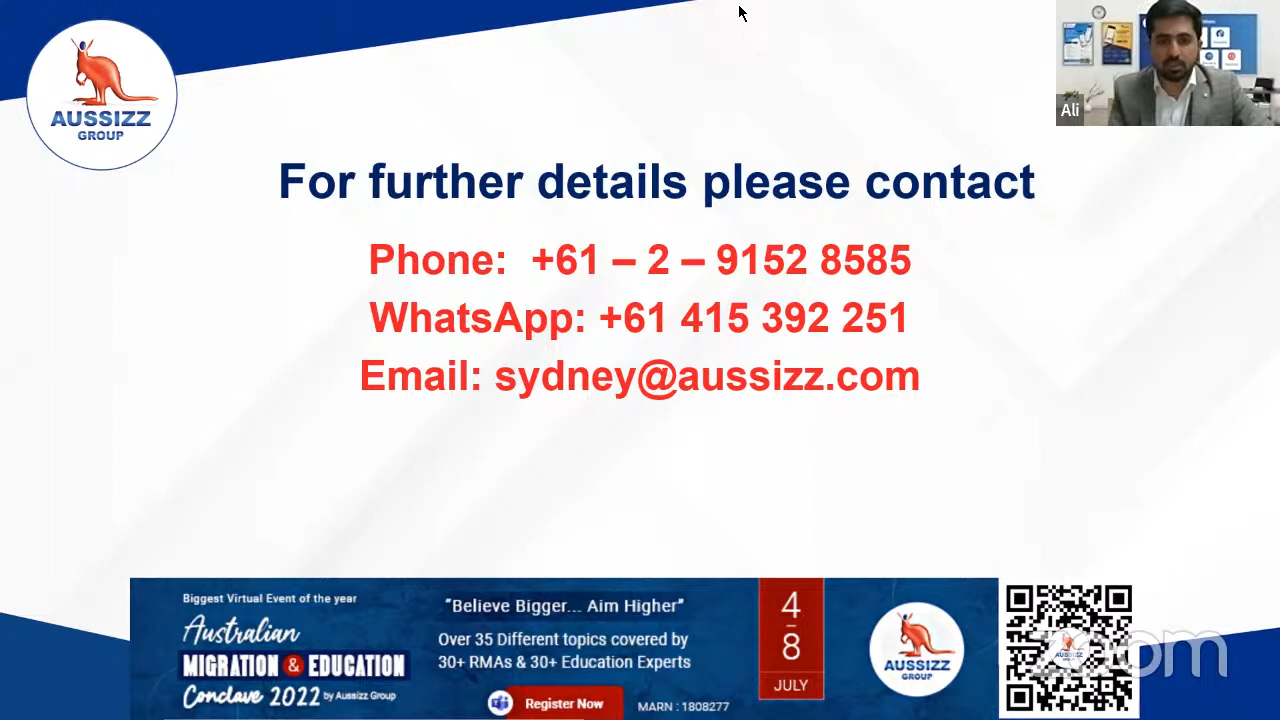 Ali
AUSSIZZ
GROUP
For further details please contact
Phone: +61 – 2 – 9152 8585
WhatsApp: +61 415 392 251
Email: sydney@aussizz.com
Biggest Virtual Event of the year
Australian
MIGRATION & EDUCATION
Conclave 2022 by Aussizz Group
"Believe Bigger... Aim Higher"
Over 35 Different topics covered by
30+ RMAs & 30+ Education Experts
Register Now
MARN : 1808277
4
–
8
JULY
AUSSIZZ
GROUP
AUSSIZZ
zoom